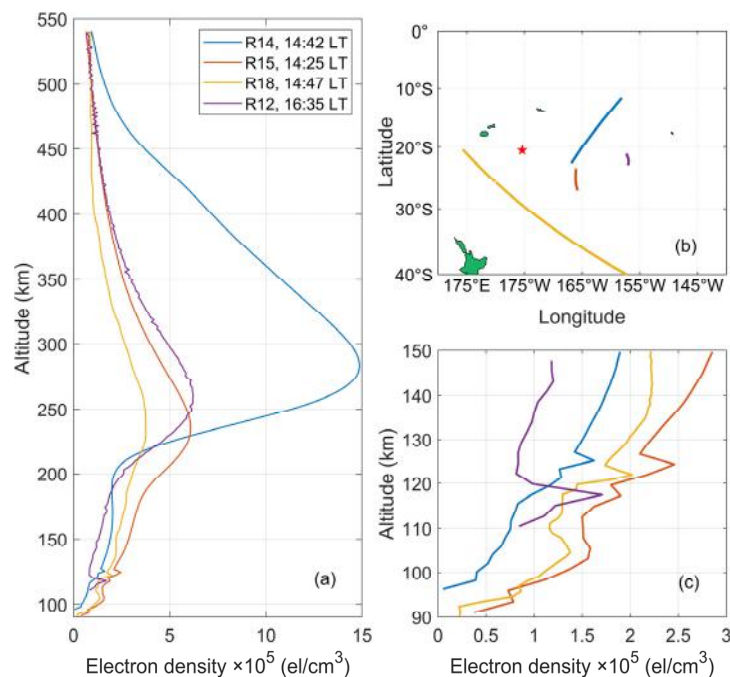 550
500
450
400
350
300
250
200
150
100
Altitude (km)
R14, 14:42 LT
R15, 14:25 LT
R18, 14:47 LT
R12, 16:35 LT
(a)
0 5 10 15
Electron density ×10⁵ (el/cm³)
0°
10°S
20°S
30°S
40°S
Latitude
(b)
175°E 175°W 165°W 155°W 145°W
Longitude
150
140
130
120
110
100
90
Altitude (km)
(c)
0 0.5 1 1.5 2 2.5 3
Electron density ×10⁵ (el/cm³)